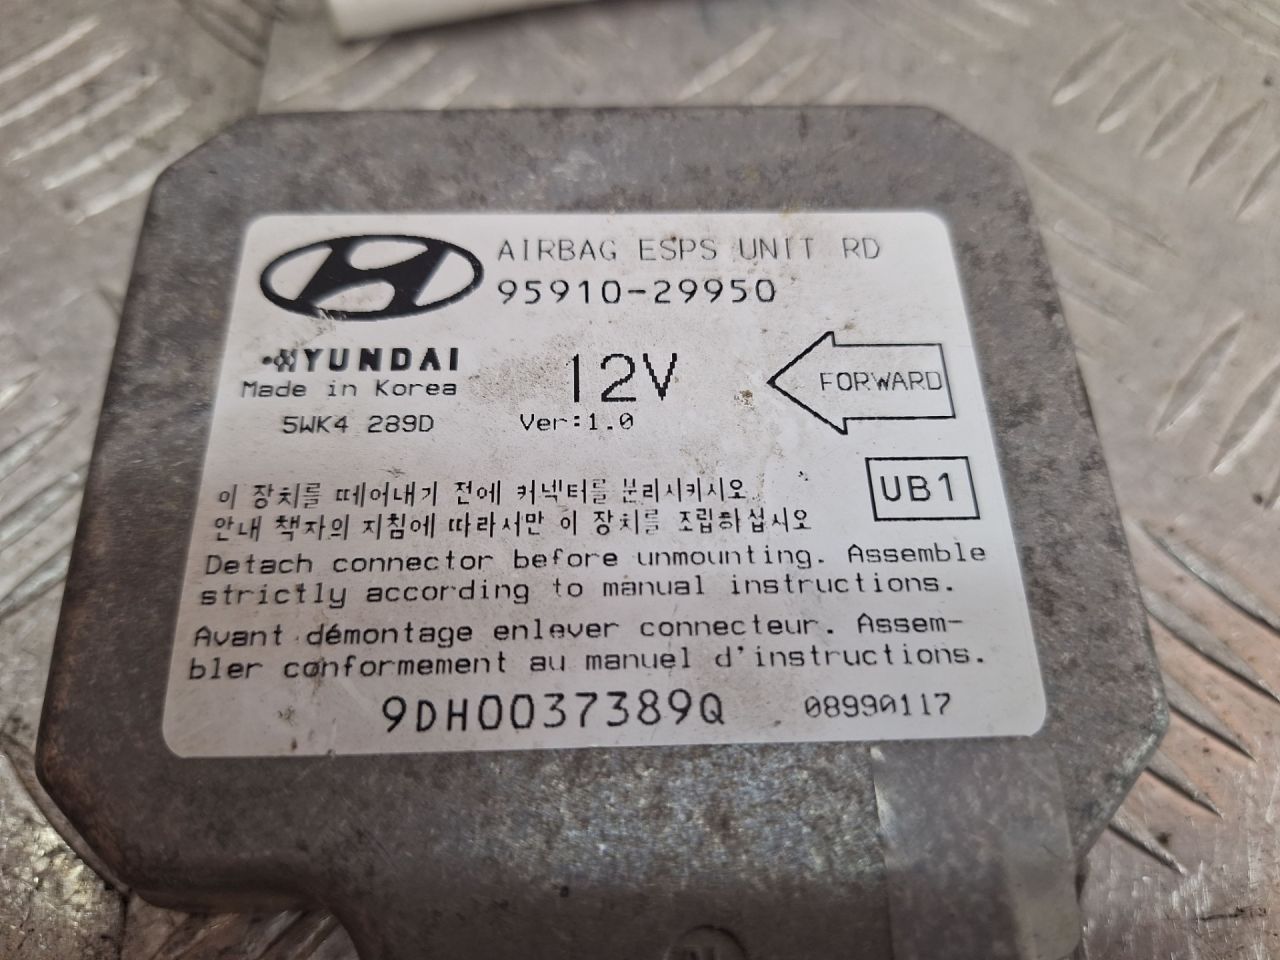 AIRBAG ESPS UNIT RD
95910-29950
HYUNDAI
Made in Korea
5WK4 289D
12V
Ver:1.0
FORWARD
UB1
이 장치를 떼어내기 전에 커넥터를 분리시키시오
안내 책자의 지침에 따라서만 이 장치를 조립하십시오
Detach connector before unmounting. Assemble
strictly according to manual instructions.
Avant démontage enlever connecteur. Assem-
bler conformement au manuel d'instructions.
9DH0037389Q
08990117